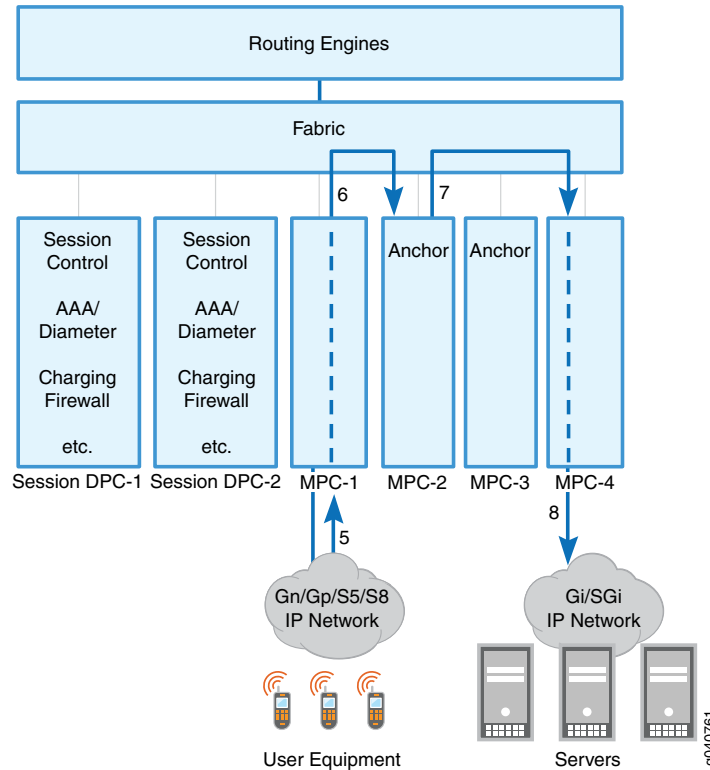 Routing Engines
Fabric
6
7
Session
Control
AAA/
Diameter
Charging
Firewall
etc.
Session
Control
AAA/
Diameter
Charging
Firewall
etc.
Anchor
Anchor
Session DPC-1
Session DPC-2
MPC-1
MPC-2
MPC-3
MPC-4
5
8
Gn/Gp/S5/S8
IP Network
Gi/SGi
IP Network
User Equipment
Servers
g040761